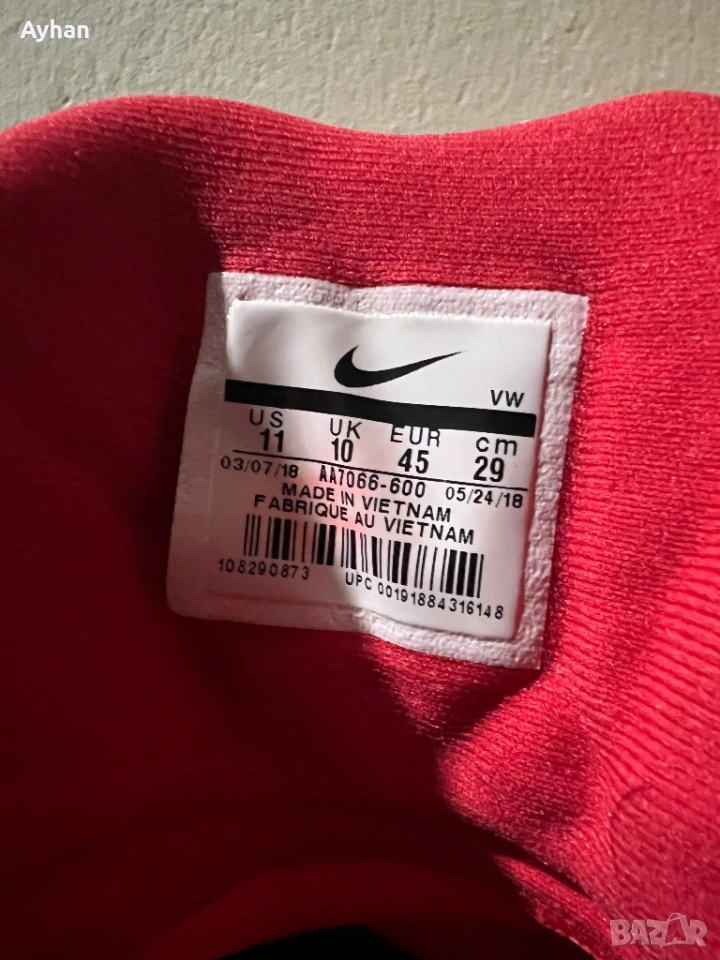 Ayhan
VW
US UK EUR cm
11 10 45 29
03/07/18 AA7066-600 05/24/18
MADE IN VIETNAM
FABRIQUE AU VIETNAM
108290873 UPC 00191884316148
BAZAR